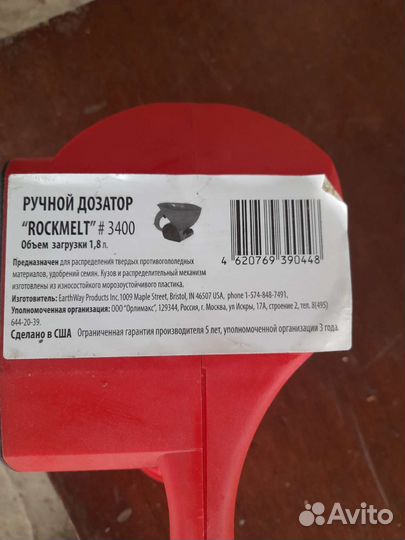 РУЧНОЙ ДОЗАТОР
“ROCKMELT” # 3400
Объем загрузки 1,8 л.
4 620769 390448
Предназначен для распределения твердых противогололедных
материалов, удобрений семян. Кузов и распределительный механизм
изготовлены из износостойкого морозоустойчивого пластика.
Изготовитель: EarthWay Products Inc.1009 Maple Street, Bristol, IN 46507 USA, phone 1-574-848-7491,
Уполномоченная организация: ООО “Орлимакс”, 129344, Россия, г. Москва, ул Искры, 17А, строение 2, тел. 8(495)
644-20-39.
Сделано в США Ограниченная гарантия производителя 5 лет, уполномоченной организации 3 года.
Avito